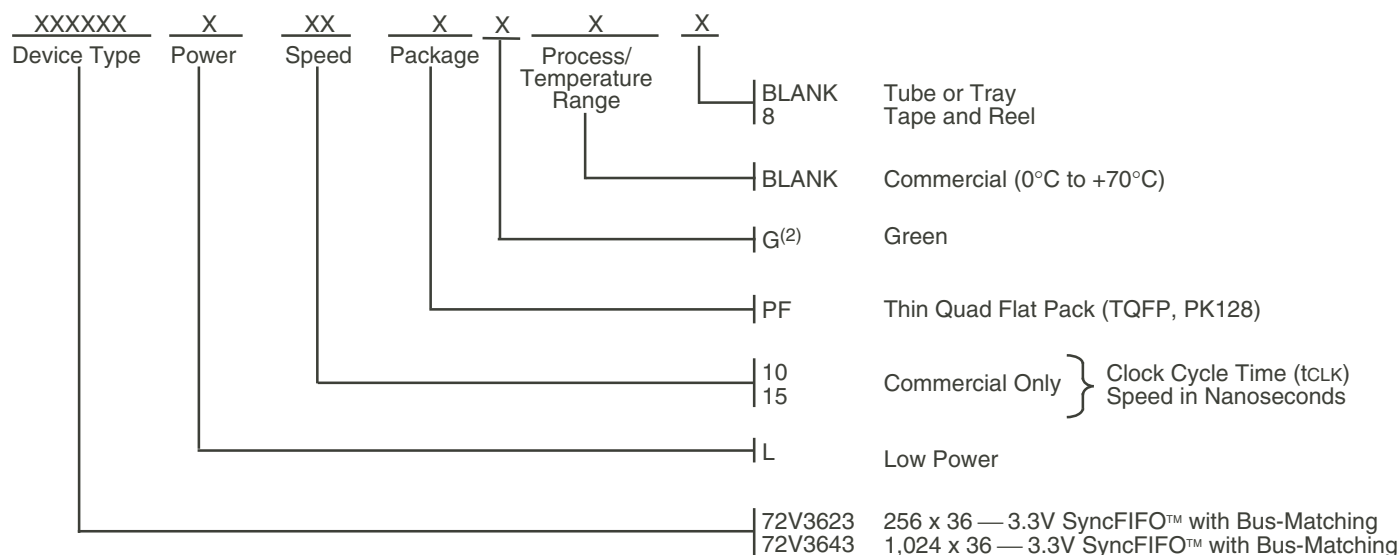 XXXXXX X XX X X X X
Device Type Power Speed Package Process/
Temperature
Range
BLANK Tube or Tray
8 Tape and Reel
BLANK Commercial (0°C to +70°C)
G(2) Green
PF Thin Quad Flat Pack (TQFP, PK128)
10
15
Commercial Only
Clock Cycle Time (tCLK)
Speed in Nanoseconds
L Low Power
72V3623 256 x 36 — 3.3V SyncFIFO™ with Bus-Matching
72V3643 1,024 x 36 — 3.3V SyncFIFO™ with Bus-Matching